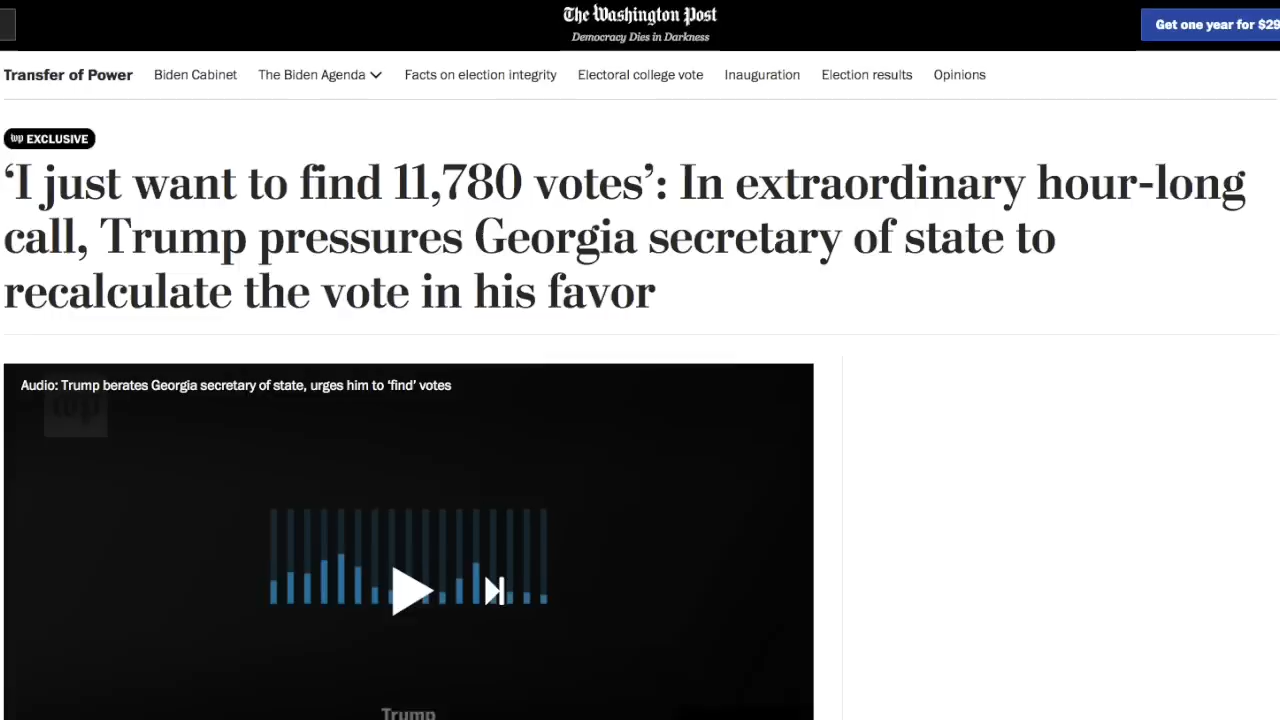 The Washington Post
Democracy Dies in Darkness
Get one year for $29
Transfer of Power Biden Cabinet The Biden Agenda Facts on election integrity Electoral college vote Inauguration Election results Opinions
wp EXCLUSIVE
‘I just want to find 11,780 votes’: In extraordinary hour-long
call, Trump pressures Georgia secretary of state to
recalculate the vote in his favor
Audio: Trump berates Georgia secretary of state, urges him to ‘find’ votes
wp
Trump